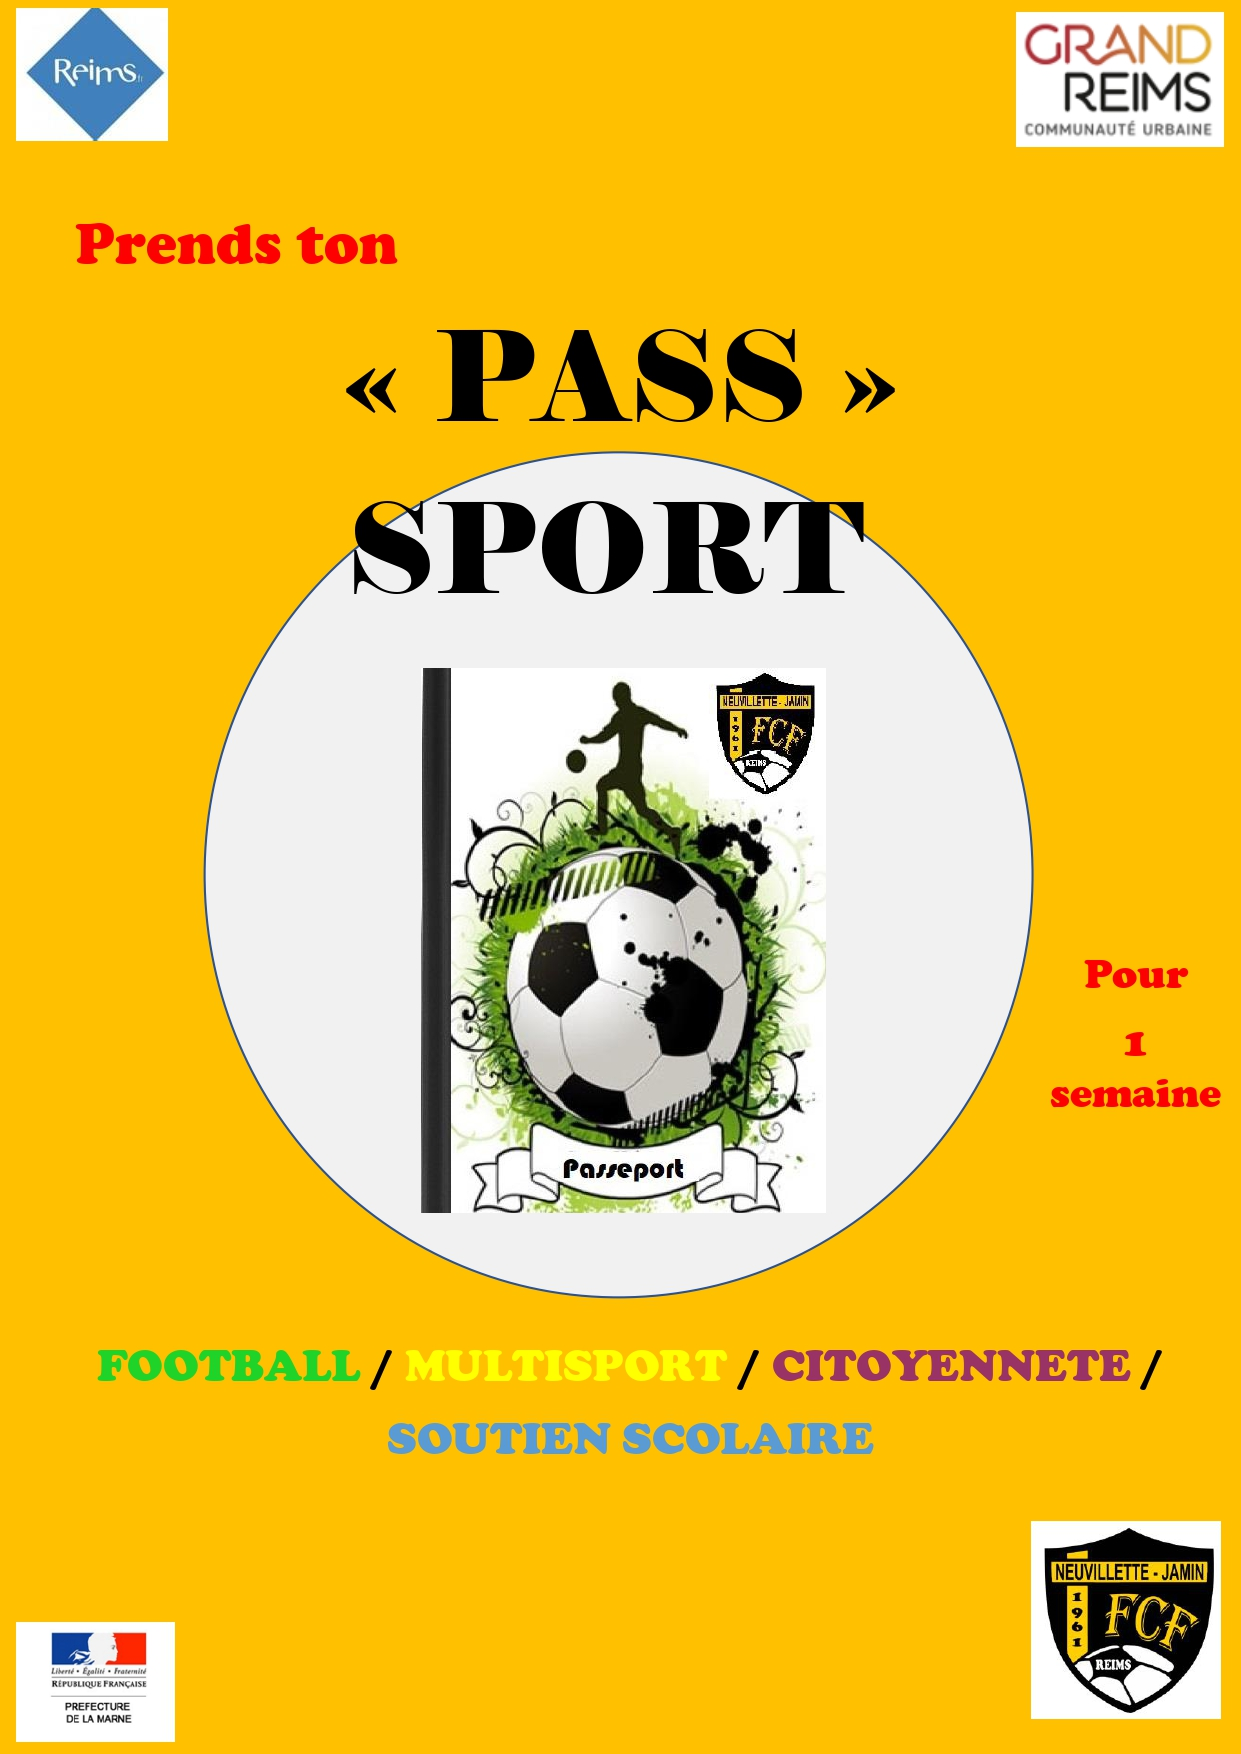 Reims.fr
GRAND
REIMS
COMMUNAUTÉ URBAINE
Prends ton
« PASS »
SPORT
NEUVILLETTE - JAMIN
1961
FCF
REIMS
Passeport
Pour
1
semaine
FOOTBALL / MULTISPORT / CITOYENNETE /
SOUTIEN SCOLAIRE
NEUVILLETTE - JAMIN
1961
FCF
REIMS
Liberté • Égalité • Fraternité
RÉPUBLIQUE FRANÇAISE
PREFECTURE
DE LA MARNE